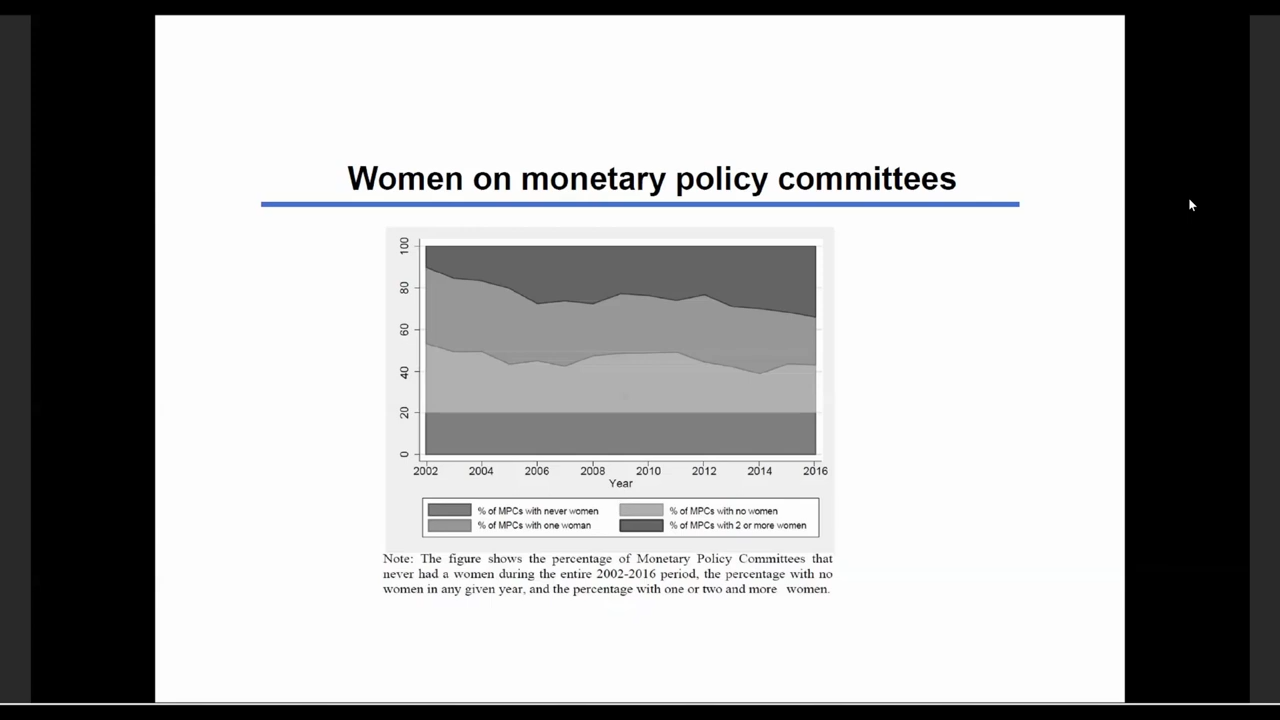 Women on monetary policy committees
100
80
60
40
20
0
2002 2004 2006 2008 2010 2012 2014 2016
Year
% of MPCs with never women % of MPCs with no women
% of MPCs with one woman % of MPCs with 2 or more women
Note: The figure shows the percentage of Monetary Policy Committees that
never had a women during the entire 2002-2016 period, the percentage with no
women in any given year, and the percentage with one or two and more women.